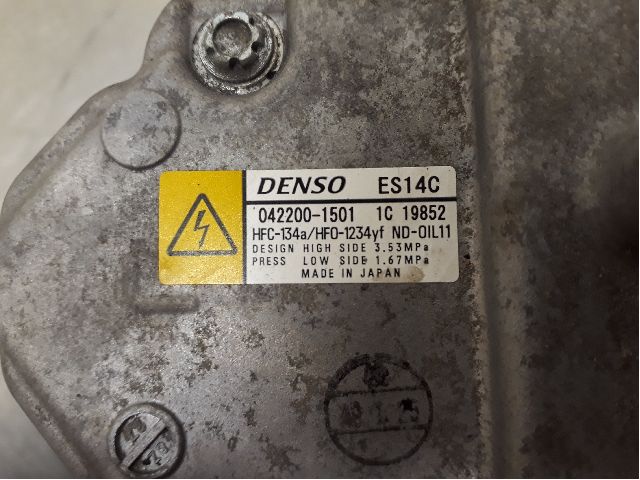 DENSO ES14C
042200-1501 1C 19852
HFC-134a/HFO-1234yf ND-OIL11
DESIGN HIGH SIDE 3.53MPa
PRESS LOW SIDE 1.67MPa
MADE IN JAPAN